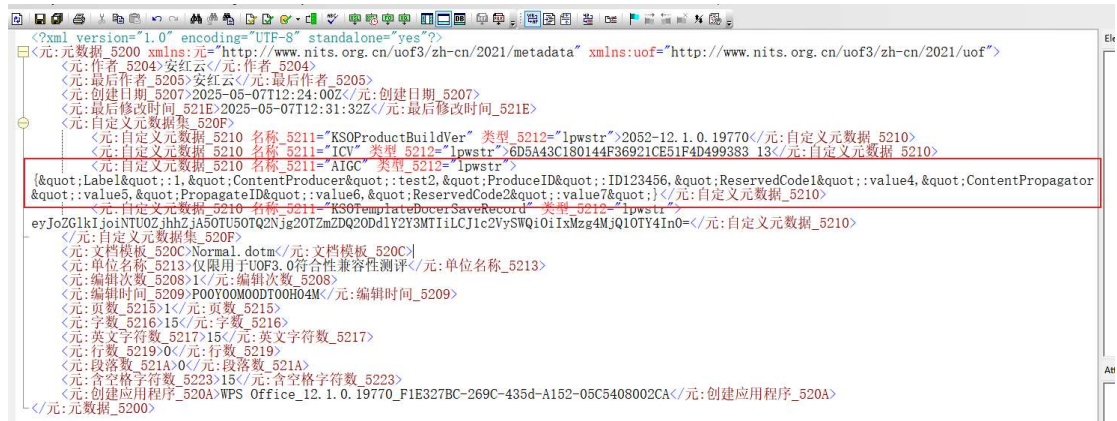 <?xml version="1.0" encoding="UTF-8" standalone="yes"?>
<元:元数据_5200 xmlns:元="http://www.nits.org.cn/uof3/zh-cn/2021/metadata" xmlns:uof="http://www.nits.org.cn/uof3/zh-cn/2021/uof">
<元:作者_5204>安红云</元:作者_5204>
<元:最后作者_5205>安红云</元:最后作者_5205>
<元:创建日期_5207>2025-05-07T12:24:00Z</元:创建日期_5207>
<元:最后修改时间_521E>2025-05-07T12:31:32Z</元:最后修改时间_521E>
<元:自定义元数据集_520F>
<元:自定义元数据_5210 名称_5211="KSOProductBuildVer" 类型_5212="lpwstr">2052-12.1.0.19770</元:自定义元数据_5210>
<元:自定义元数据_5210 名称_5211="ICV" 类型_5212="lpwstr">6D5A43C180144F36921CE51F4D499383_13</元:自定义元数据_5210>
<元:自定义元数据_5210 名称_5211="AIGC" 类型_5212="lpwstr">
{&quot;Label&quot;:1,&quot;ContentProducer&quot;:test2,&quot;ProduceID&quot;:ID123456,&quot;ReservedCode1&quot;:value4,&quot;ContentPropagator
&quot;:value5,&quot;PropagateID&quot;:value6,&quot;ReservedCode2&quot;:value7&quot;}</元:自定义元数据_5210>
<元:自定义元数据_5210 名称_5211="KSOTemplateDocerSaveRecord" 类型_5212="lpwstr">
eyJoZGlkIjoiNTU0ZjhhZjA5OTU5OTQ2Njg2OTZmZDQ2ODdlY2Y3MTIiLCJ1c2VySWQiOiIxMzg4MjQ1OTY4In0=</元:自定义元数据_5210>
</元:自定义元数据集_520F>
<元:文档模板_520C>Normal.dotm</元:文档模板_520C>
<元:单位名称_5213>仅限用于UOF3.0符合性兼容性测评</元:单位名称_5213>
<元:编辑次数_5208>1</元:编辑次数_5208>
<元:编辑时间_5209>P00Y00M00DT00H04M</元:编辑时间_5209>
<元:页数_5215>1</元:页数_5215>
<元:字数_5216>15</元:字数_5216>
<元:英文字符数_5217>15</元:英文字符数_5217>
<元:行数_5219>0</元:行数_5219>
<元:段落数_521A>0</元:段落数_521A>
<元:含空格字符数_5223>15</元:含空格字符数_5223>
<元:创建应用程序_520A>WPS Office_12.1.0.19770_F1E327BC-269C-435d-A152-05C5408002CA</元:创建应用程序_520A>
</元:元数据_5200>
Ele
Att